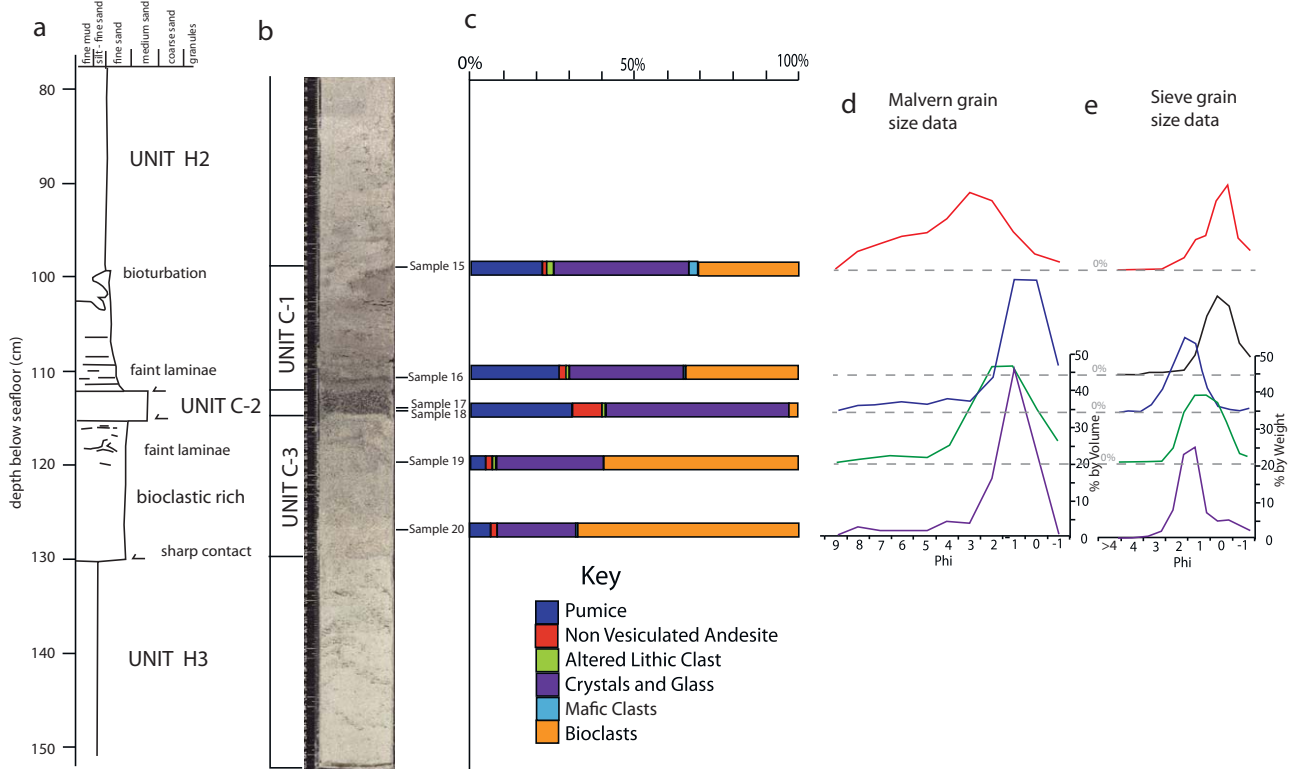 a
fine mud
silt - fine sand
fine sand
medium sand
coarse sand
granules
depth below seafloor (cm)
80
90
100
110
120
130
140
150
UNIT H2
bioturbation
faint laminae
UNIT C-2
faint laminae
bioclastic rich
sharp contact
UNIT H3
b
UNIT C-1
UNIT C-3
Sample 15
Sample 16
Sample 17
Sample 18
Sample 19
Sample 20
c
0%
50%
100%
Key
Pumice
Non Vesiculated Andesite
Altered Lithic Clast
Crystals and Glass
Mafic Clasts
Bioclasts
d
Malvern grain
size data
0%
0%
0%
0%
50
40
30
20
10
0
% by Volume
9 8 7 6 5 4 3 2 1 0 -1
Phi
e
Sieve grain
size data
50
40
30
20
10
0
% by Weight
>4 4 3 2 1 0 -1
Phi